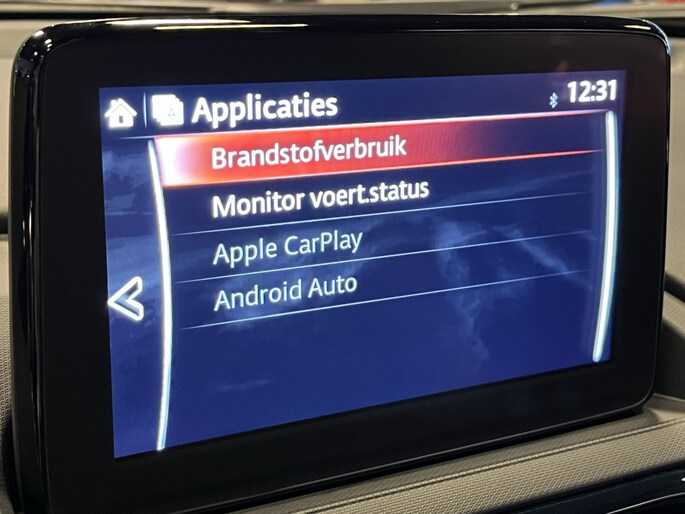 Applicaties
12:31
Brandstofverbruik
Monitor voert.status
Apple CarPlay
Android Auto